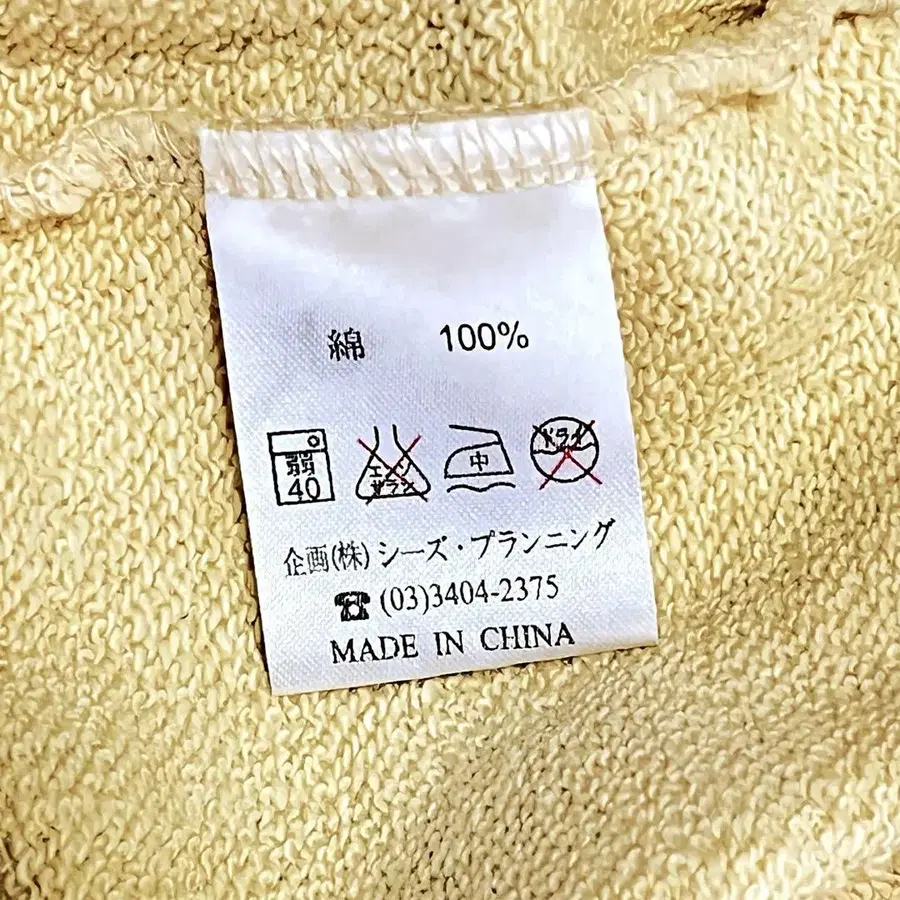 綿 100%
弱 40
エンソ サラシ
中
ドライ
企画(株)シーズ・プランニング
☎ (03)3404-2375
MADE IN CHINA